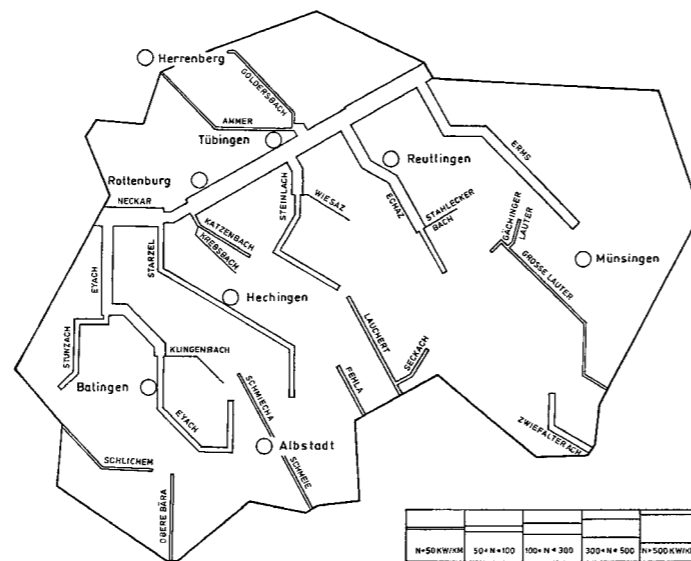 Herrenberg
GOLDERSBACH
AMMER
Tübingen
Reutlingen
ERMS
Rottenburg
NECKAR
STEINLACH
WIESAZ
ECHAZ
STAHLECKER
BACH
GÄCHINGER
LAUTER
GROSSE LAUTER
Münsingen
KATZENBACH
KREBSBACH
EYACH
STARZEL
Hechingen
STUNZACH
KLINGENBACH
LAUCHERT
SECKACH
FEHLA
Balingen
EYACH
SCHMIECHA
Albstadt
SCHMEIE
ZWIEFALTER ACH
SCHLICHEM
OBERE BÄRA
N<50 KW/KM
50<N<100
100<N<300
300<N<500
N>500 KW/KM